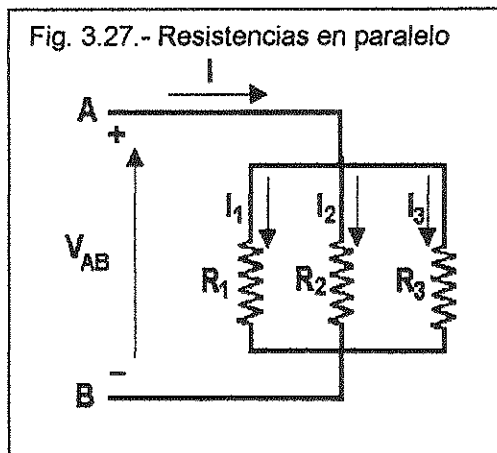 Fig. 3.27.- Resistencias en paralelo
I
A
+
I1 I2 I3
VAB
R1 R2 R3
–
B